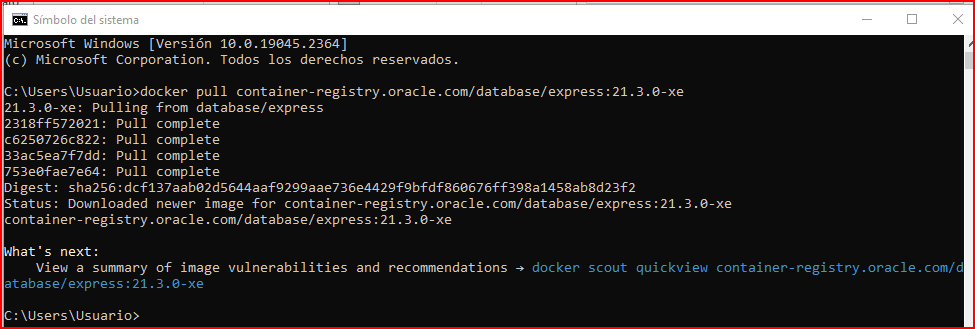 Símbolo del sistema
Microsoft Windows [Versión 10.0.19045.2364]
(c) Microsoft Corporation. Todos los derechos reservados.
C:\Users\Usuario>docker pull container-registry.oracle.com/database/express:21.3.0-xe
21.3.0-xe: Pulling from database/express
2318ff572021: Pull complete
c6250726c822: Pull complete
33ac5ea7f7dd: Pull complete
753e0fae7e64: Pull complete
Digest: sha256:dcf137aab02d5644aaf9299aae736e4429f9bfdf860676ff398a1458ab8d23f2
Status: Downloaded newer image for container-registry.oracle.com/database/express:21.3.0-xe
container-registry.oracle.com/database/express:21.3.0-xe
What's next:
View a summary of image vulnerabilities and recommendations → docker scout quickview container-registry.oracle.com/d
atabase/express:21.3.0-xe
C:\Users\Usuario>